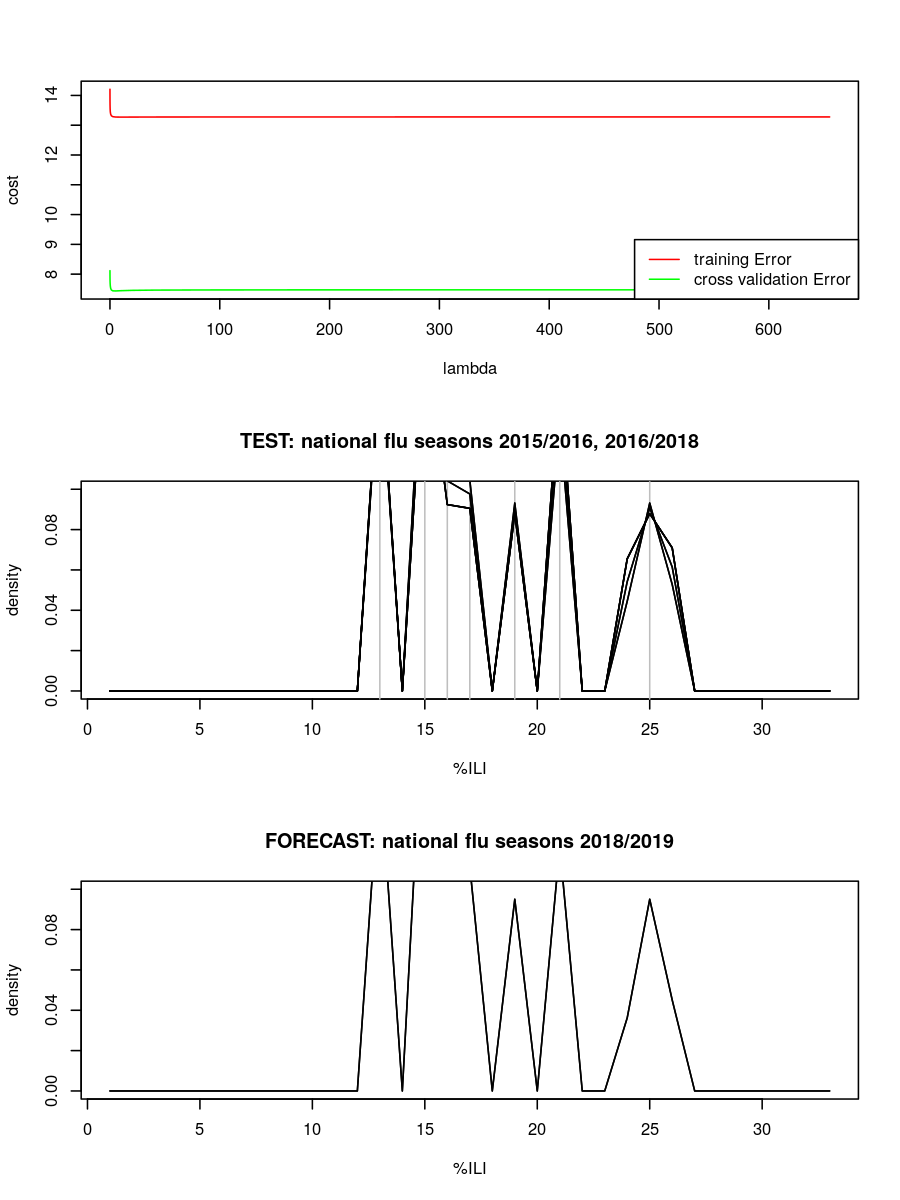 14
12
10
9
8
cost
training Error
cross validation Error
0 100 200 300 400 500 600
lambda
TEST: national flu seasons 2015/2016, 2016/2018
0.08
0.04
0.00
density
0 5 10 15 20 25 30
%ILI
FORECAST: national flu seasons 2018/2019
0.08
0.04
0.00
density
0 5 10 15 20 25 30
%ILI